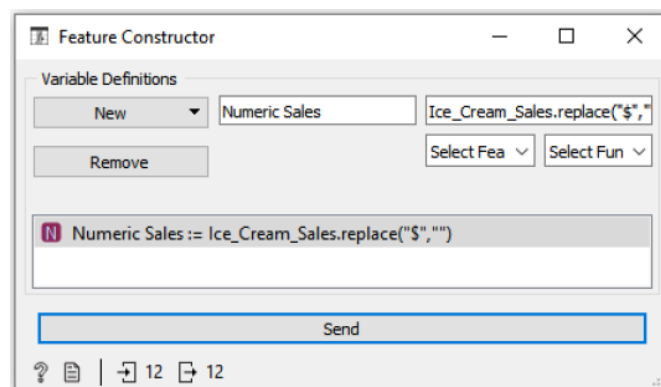 Feature Constructor
Variable Definitions
New Numeric Sales Ice_Cream_Sales.replace("$",""
Remove Select Fea Select Fun
N Numeric Sales := Ice_Cream_Sales.replace("$","")
Send
? 12 12